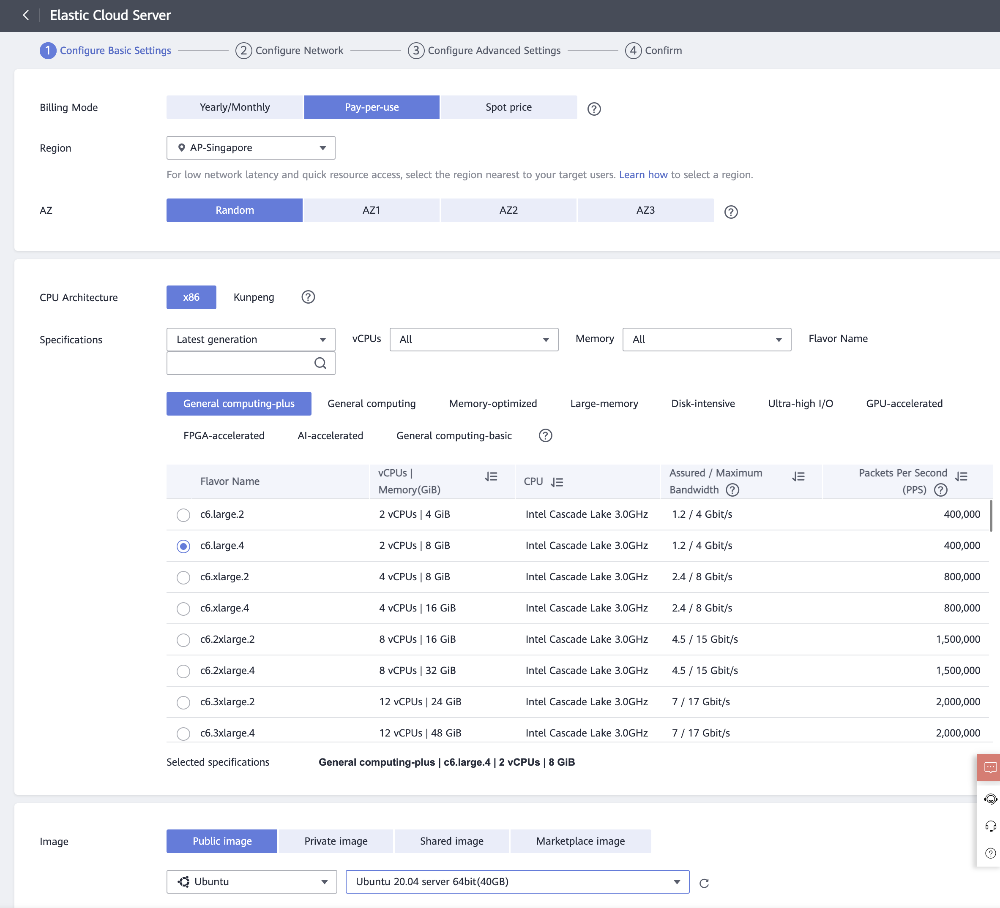 Elastic Cloud Server
1 Configure Basic Settings 2 Configure Network 3 Configure Advanced Settings 4 Confirm
Billing Mode Yearly/Monthly Pay-per-use Spot price ?
Region AP-Singapore
For low network latency and quick resource access, select the region nearest to your target users. Learn how to select a region.
AZ Random AZ1 AZ2 AZ3 ?
CPU Architecture x86 Kunpeng ?
Specifications Latest generation vCPUs All Memory All Flavor Name
General computing-plus General computing Memory-optimized Large-memory Disk-intensive Ultra-high I/O GPU-accelerated
FPGA-accelerated AI-accelerated General computing-basic ?
Flavor Name vCPUs | Memory(GiB) CPU Assured / Maximum Bandwidth ? Packets Per Second (PPS) ?
c6.large.2 2 vCPUs | 4 GiB Intel Cascade Lake 3.0GHz 1.2 / 4 Gbit/s 400,000
c6.large.4 2 vCPUs | 8 GiB Intel Cascade Lake 3.0GHz 1.2 / 4 Gbit/s 400,000
c6.xlarge.2 4 vCPUs | 8 GiB Intel Cascade Lake 3.0GHz 2.4 / 8 Gbit/s 800,000
c6.xlarge.4 4 vCPUs | 16 GiB Intel Cascade Lake 3.0GHz 2.4 / 8 Gbit/s 800,000
c6.2xlarge.2 8 vCPUs | 16 GiB Intel Cascade Lake 3.0GHz 4.5 / 15 Gbit/s 1,500,000
c6.2xlarge.4 8 vCPUs | 32 GiB Intel Cascade Lake 3.0GHz 4.5 / 15 Gbit/s 1,500,000
c6.3xlarge.2 12 vCPUs | 24 GiB Intel Cascade Lake 3.0GHz 7 / 17 Gbit/s 2,000,000
c6.3xlarge.4 12 vCPUs | 48 GiB Intel Cascade Lake 3.0GHz 7 / 17 Gbit/s 2,000,000
Selected specifications General computing-plus | c6.large.4 | 2 vCPUs | 8 GiB
Image Public image Private image Shared image Marketplace image
Ubuntu Ubuntu 20.04 server 64bit(40GB)